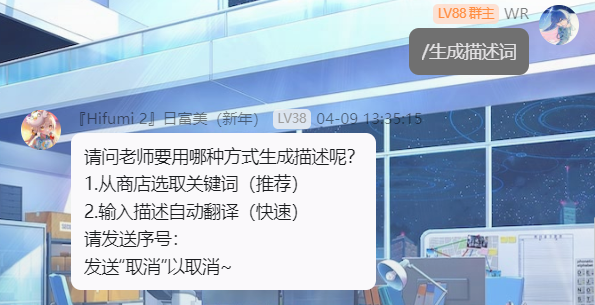 LV88 群主 WR
/生成描述词
『Hifumi 2』日富美（新年） LV38 04-09 13:35:15
请问老师要用哪种方式生成描述呢？
1.从商店选取关键词（推荐）
2.输入描述自动翻译（快速）
请发送序号：
发送“取消”以取消~